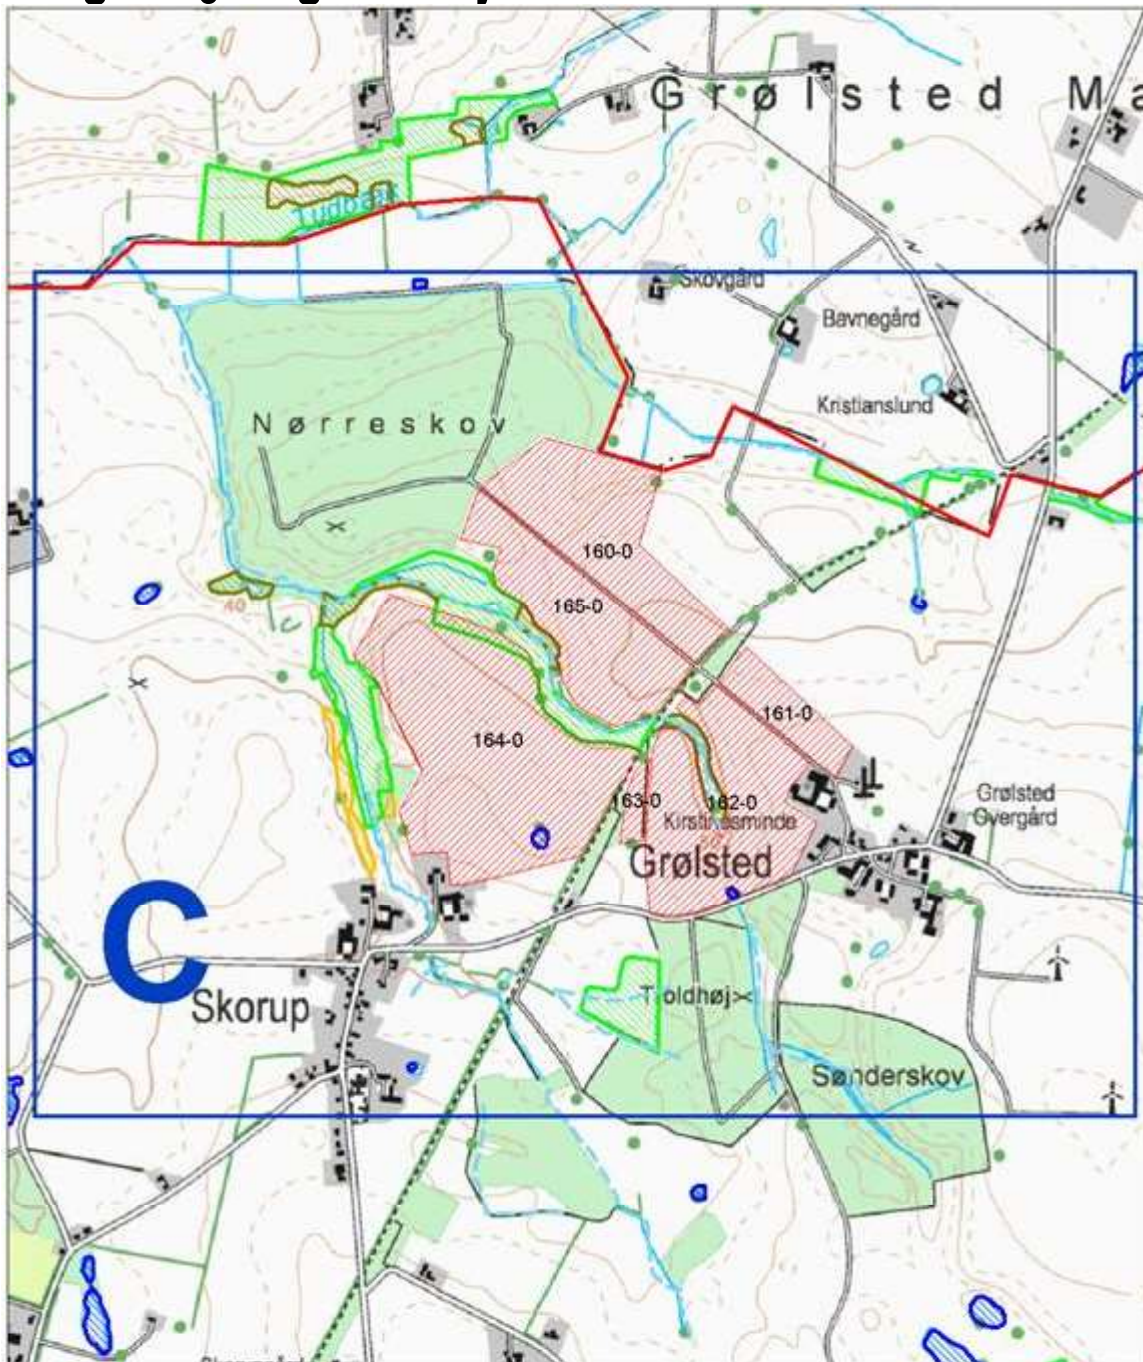 Grølsted Ma
Skovgård
Bavnegård
Kristianslund
Nørreskov
160-0
165-0
40
161-0
164-0
163-0
162-0
Kirstinesminde
Grølsted
Grølsted
Overgård
C
Skorup
Troldhøj
Sønderskov